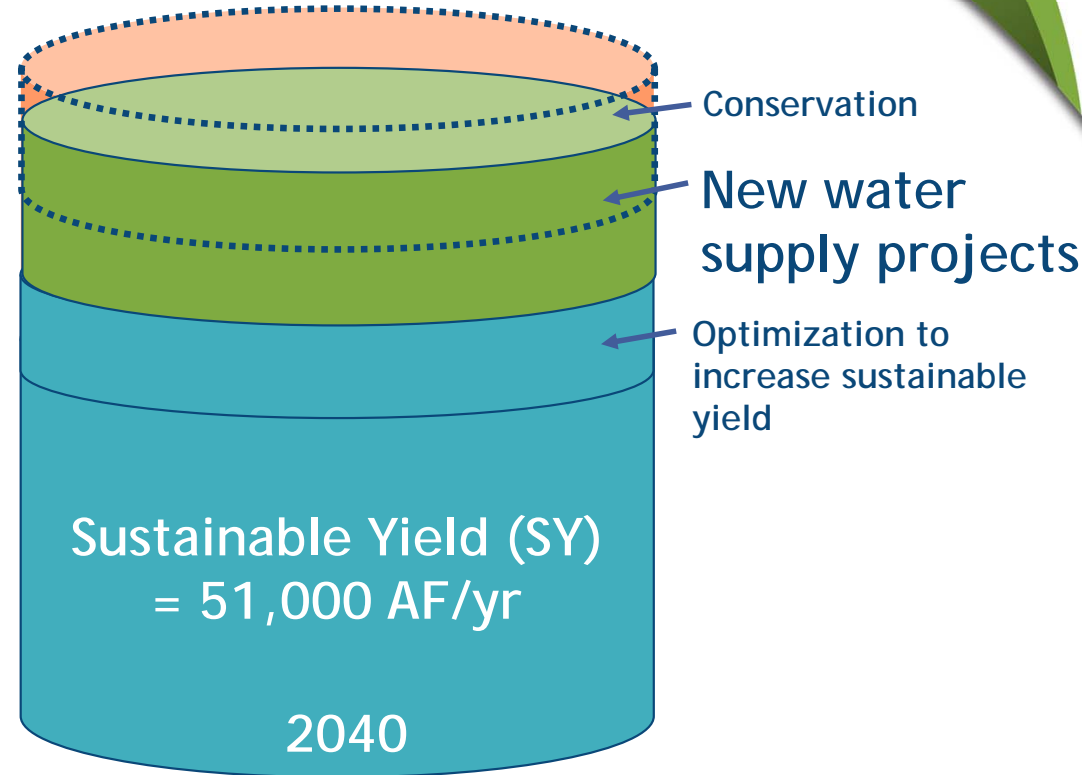 Conservation
New water
supply projects
Optimization to
increase sustainable
yield
Sustainable Yield (SY)
= 51,000 AF/yr
2040